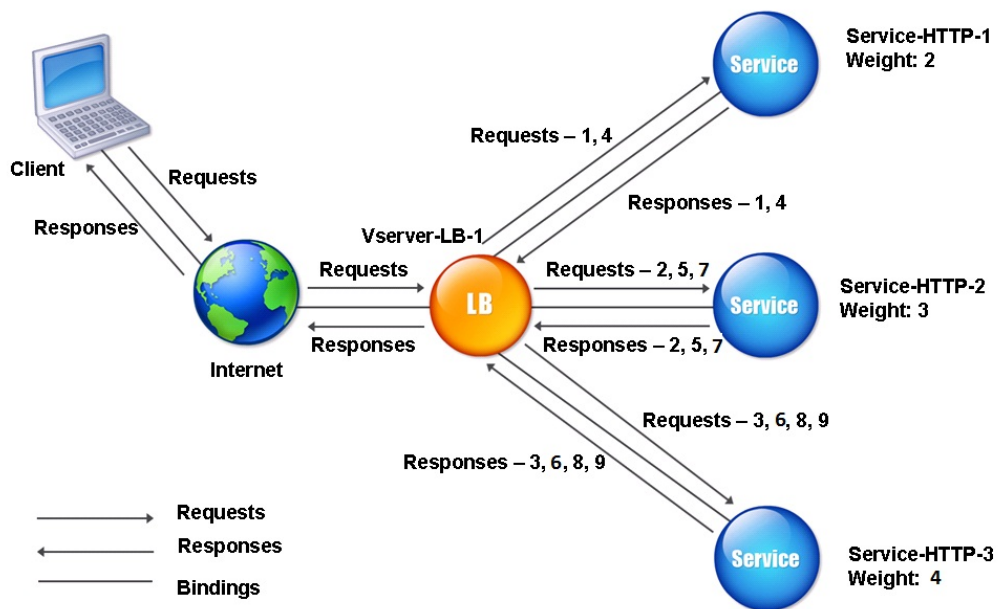 Service-HTTP-1
Weight: 2
Service
Requests – 1, 4
Client
Requests
Responses – 1, 4
Responses
Vserver-LB-1
Requests
Requests – 2, 5, 7
Service-HTTP-2
Weight: 3
LB
Service
Responses
Responses – 2, 5, 7
Internet
Requests – 3, 6, 8, 9
Responses – 3, 6, 8, 9
Requests
Responses
Bindings
Service
Service-HTTP-3
Weight: 4